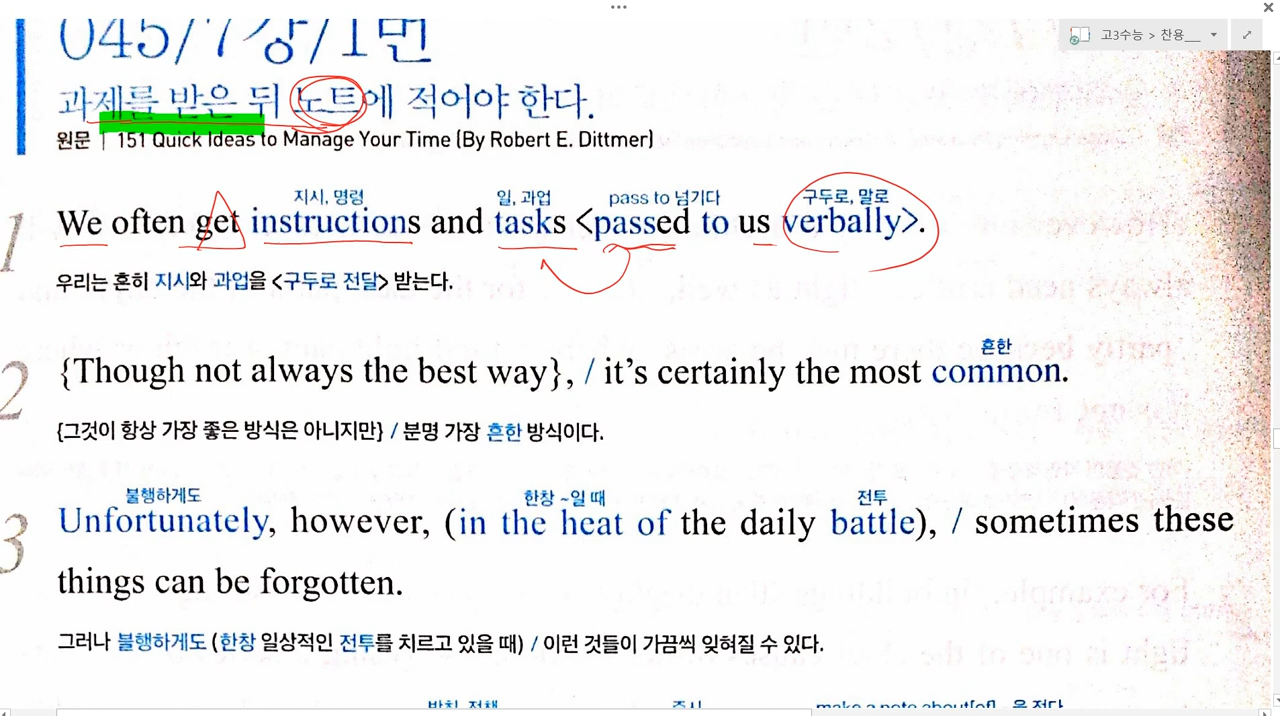 고3수능 > 찬용__
045/7강/1번
과제를 받은 뒤 노트에 적어야 한다.
원문 | 151 Quick Ideas to Manage Your Time (By Robert E. Dittmer)
지시, 명령 일, 과업 pass to 넘기다 구두로, 말로
1 We often get instructions and tasks <passed to us verbally>.
우리는 흔히 지시와 과업을 <구두로 전달> 받는다.
흔한
2 {Though not always the best way}, / it's certainly the most common.
{그것이 항상 가장 좋은 방식은 아니지만} / 분명 가장 흔한 방식이다.
불행하게도 한창 ~일 때 전투
3 Unfortunately, however, (in the heat of the daily battle), / sometimes these
things can be forgotten.
그러나 불행하게도 (한창 일상적인 전투를 치르고 있을 때) / 이런 것들이 가끔씩 잊혀질 수 있다.
make a note about[of] ~을 적다